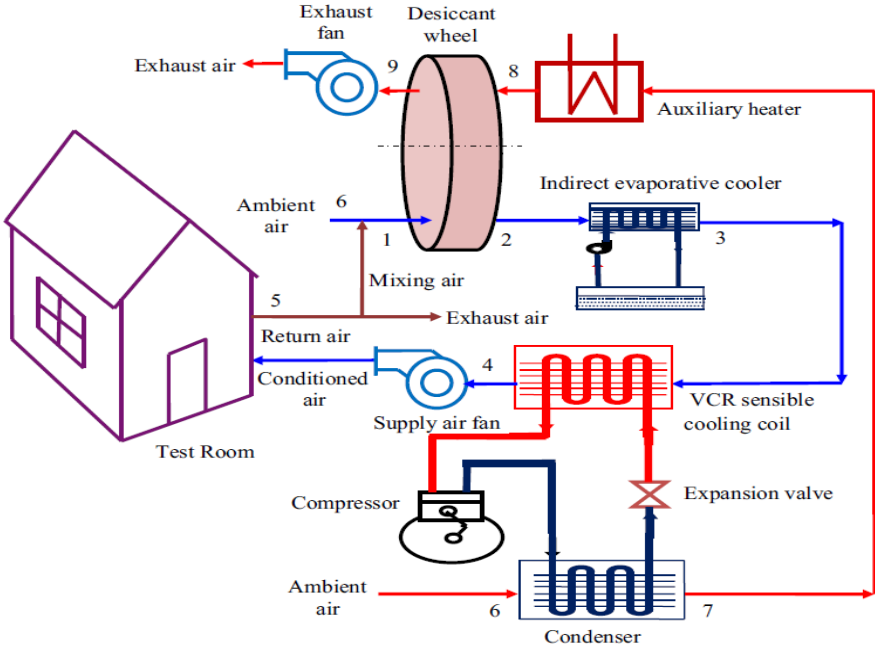 Exhaust
fan
Desiccant
wheel
Exhaust air
9
8
Auxiliary heater
Ambient
air
6
1
2
Indirect evaporative cooler
3
Mixing air
5
Return air
Exhaust air
Conditioned
air
4
Supply air fan
VCR sensible
cooling coil
Test Room
Compressor
Expansion valve
Ambient
air
6
7
Condenser